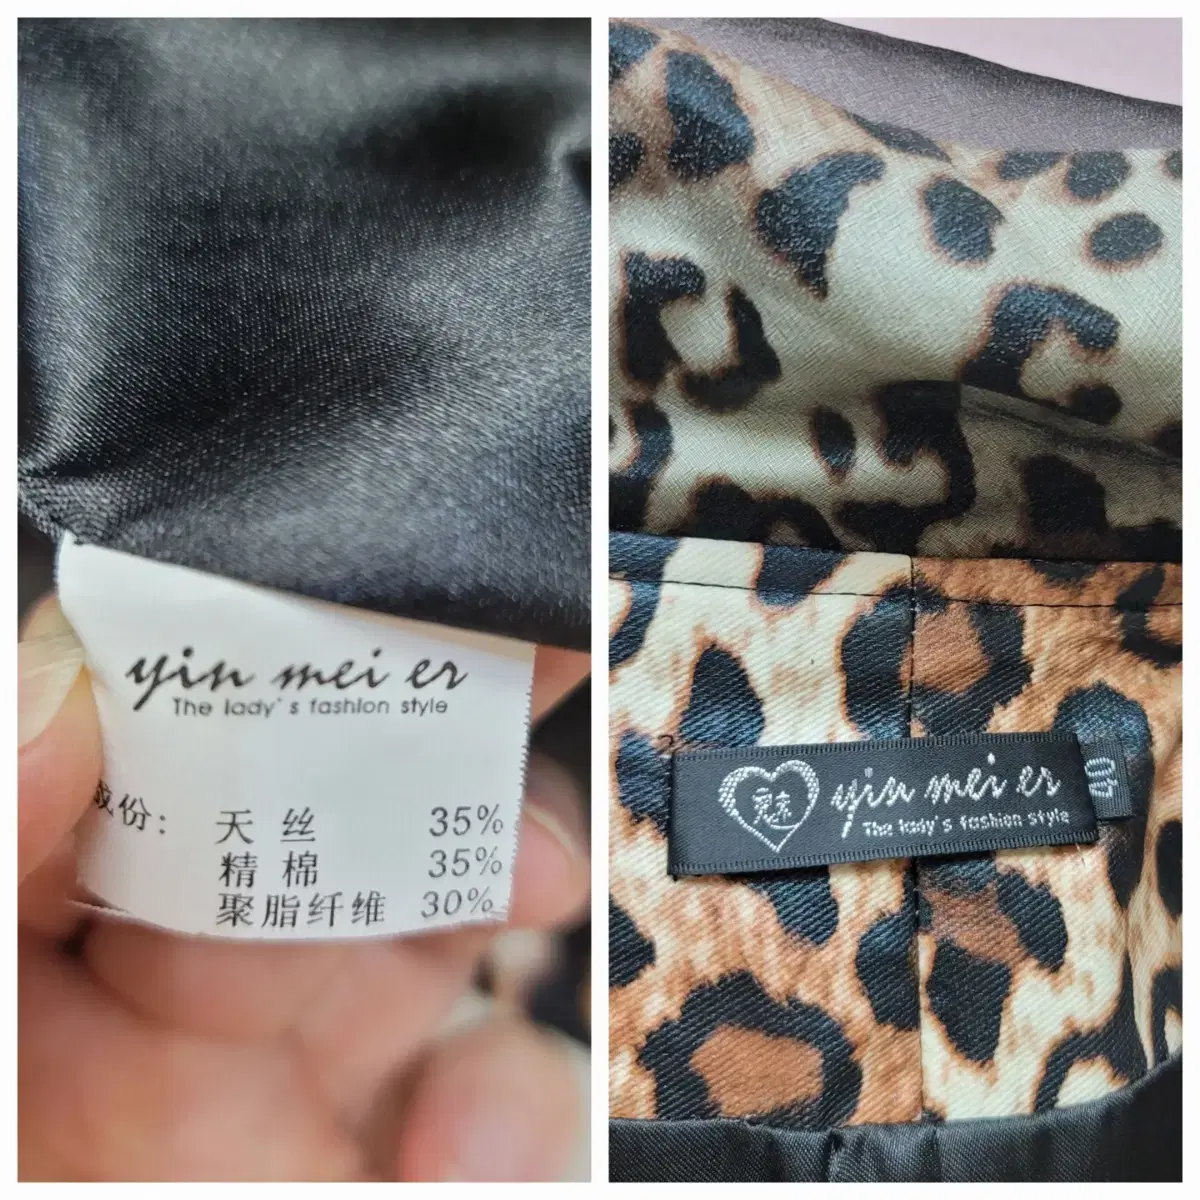 yin mei er
The lady's fashion style
成份：
天 丝 35%
精 棉 35%
聚脂纤维 30%
魅
yin mei er
The lady's fashion style